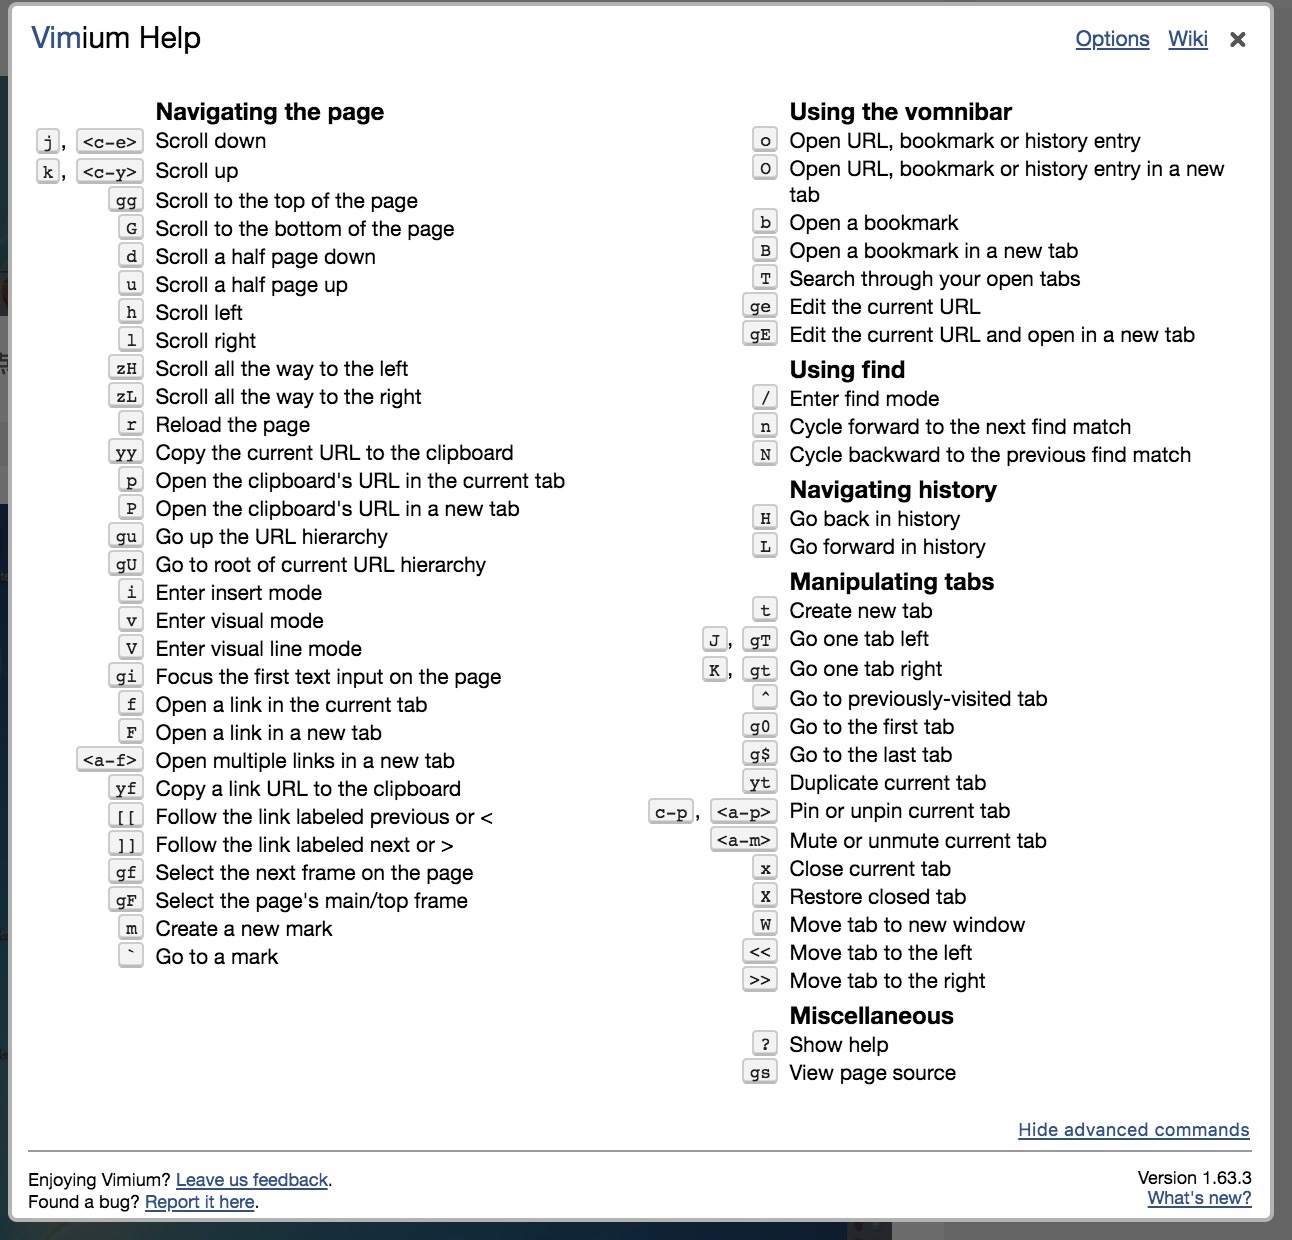 Vimium Help
Options Wiki ×
Navigating the page
j, <c-e> Scroll down
k, <c-y> Scroll up
gg Scroll to the top of the page
G Scroll to the bottom of the page
d Scroll a half page down
u Scroll a half page up
h Scroll left
l Scroll right
zH Scroll all the way to the left
zL Scroll all the way to the right
r Reload the page
yy Copy the current URL to the clipboard
p Open the clipboard's URL in the current tab
P Open the clipboard's URL in a new tab
gu Go up the URL hierarchy
gU Go to root of current URL hierarchy
i Enter insert mode
v Enter visual mode
V Enter visual line mode
gi Focus the first text input on the page
f Open a link in the current tab
F Open a link in a new tab
<a-f> Open multiple links in a new tab
yf Copy a link URL to the clipboard
[[ Follow the link labeled previous or <
]] Follow the link labeled next or >
gf Select the next frame on the page
gF Select the page's main/top frame
m Create a new mark
` Go to a mark
Using the vomnibar
o Open URL, bookmark or history entry
O Open URL, bookmark or history entry in a new
tab
b Open a bookmark
B Open a bookmark in a new tab
T Search through your open tabs
ge Edit the current URL
gE Edit the current URL and open in a new tab
Using find
/ Enter find mode
n Cycle forward to the next find match
N Cycle backward to the previous find match
Navigating history
H Go back in history
L Go forward in history
Manipulating tabs
t Create new tab
J, gT Go one tab left
K, gt Go one tab right
^ Go to previously-visited tab
g0 Go to the first tab
g$ Go to the last tab
yt Duplicate current tab
c-p, <a-p> Pin or unpin current tab
<a-m> Mute or unmute current tab
x Close current tab
X Restore closed tab
W Move tab to new window
<< Move tab to the left
>> Move tab to the right
Miscellaneous
? Show help
gs View page source
Hide advanced commands
Enjoying Vimium? Leave us feedback.
Found a bug? Report it here.
Version 1.63.3
What's new?